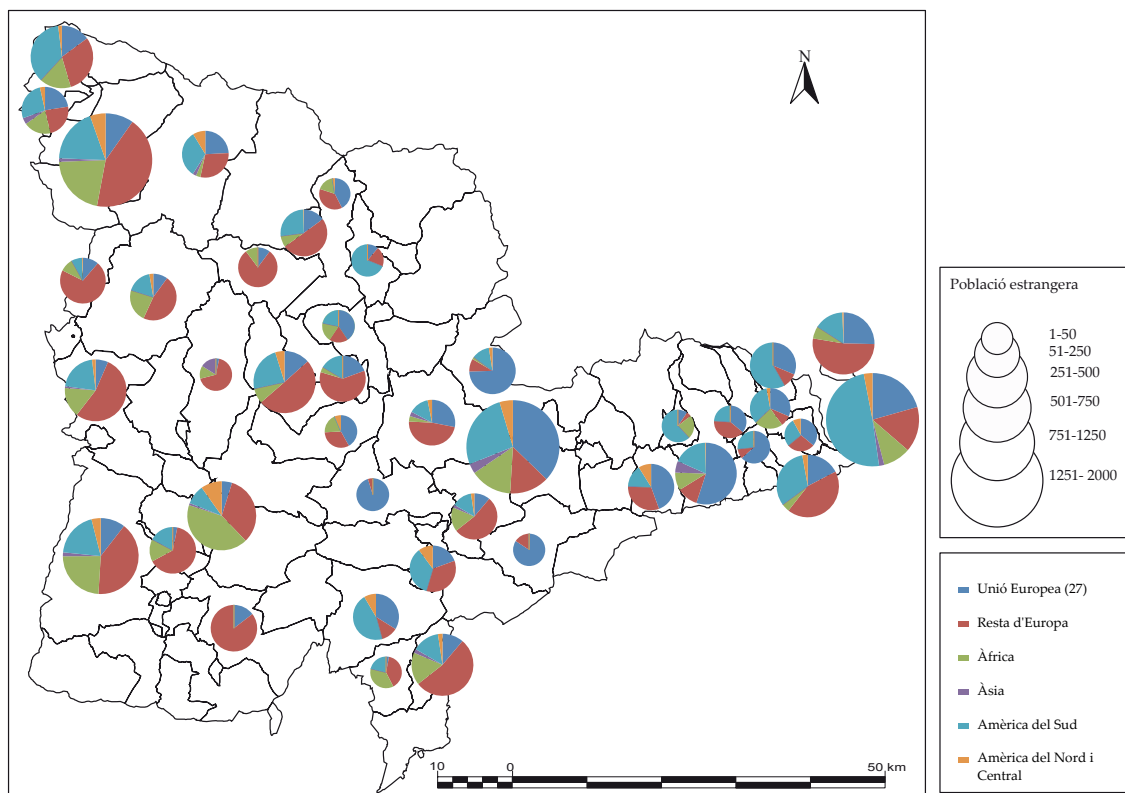 N
Població estrangera
1-50
51-250
251-500
501-750
751-1250
1251- 2000
Unió Europea (27)
Resta d'Europa
Àfrica
Àsia
Amèrica del Sud
Amèrica del Nord i
Central
10 0 50 km